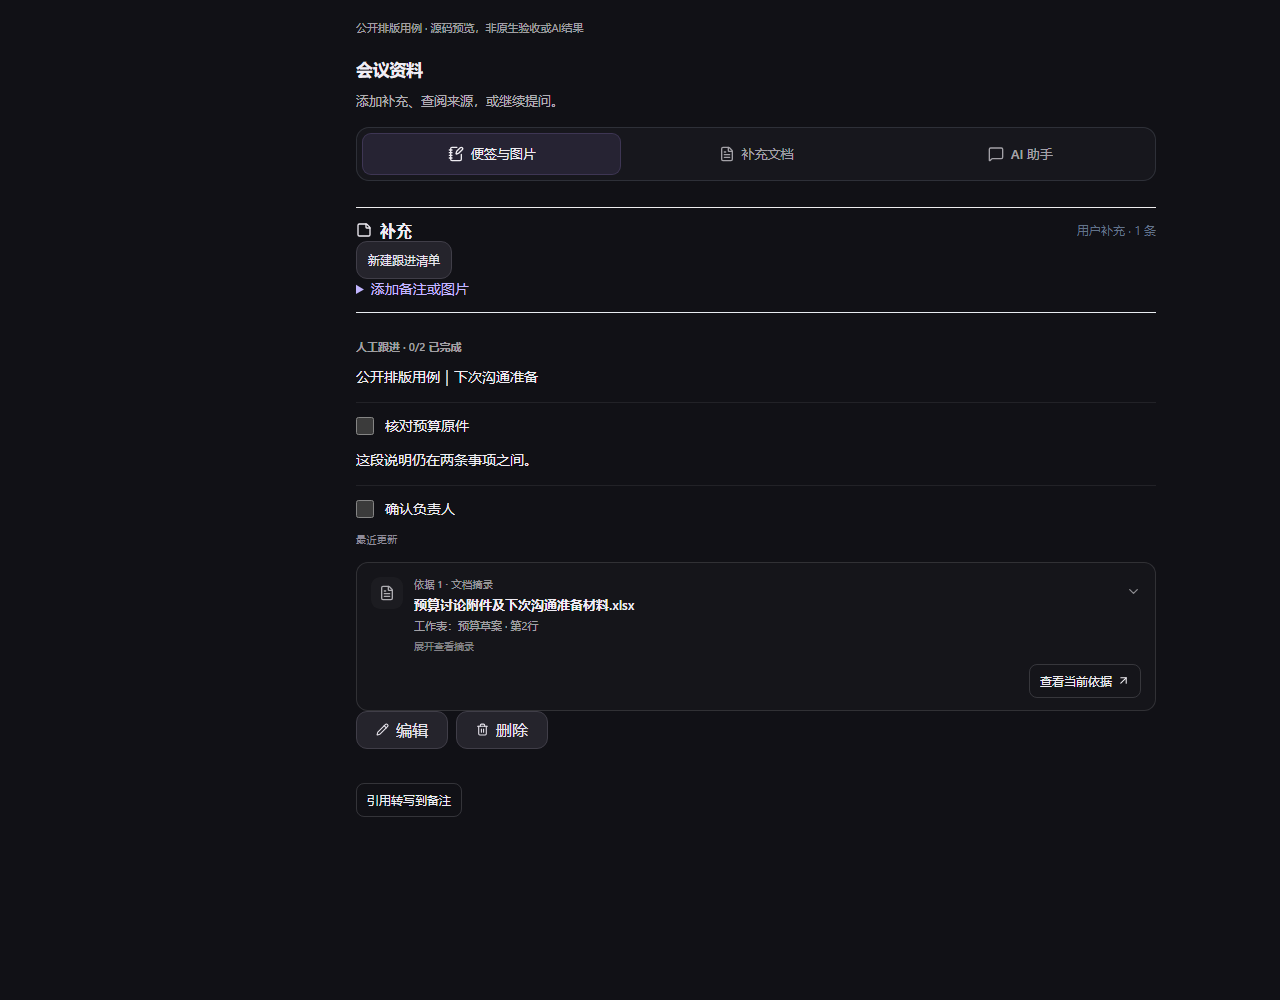 公开排版用例 · 源码预览，非原生验收或AI结果
会议资料
添加补充、查阅来源，或继续提问。
便签与图片
补充文档
AI 助手
补充
用户补充 · 1 条
新建跟进清单
添加备注或图片
人工跟进 · 0/2 已完成
公开排版用例｜下次沟通准备
核对预算原件
这段说明仍在两条事项之间。
确认负责人
最近更新
依据 1 · 文档摘录
预算讨论附件及下次沟通准备材料.xlsx
工作表：预算草案 · 第2行
展开查看摘录
查看当前依据
编辑
删除
引用转写到备注